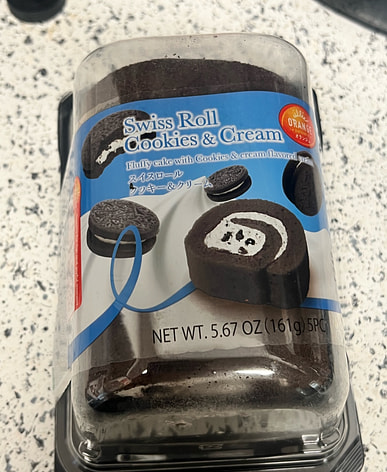 Swiss Roll
Cookies & Cream
Fluffy cake with Cookies & cream flavored
スイスロール
クッキー&クリーム
ORANGE
NET WT. 5.67 OZ (161g) 5PC